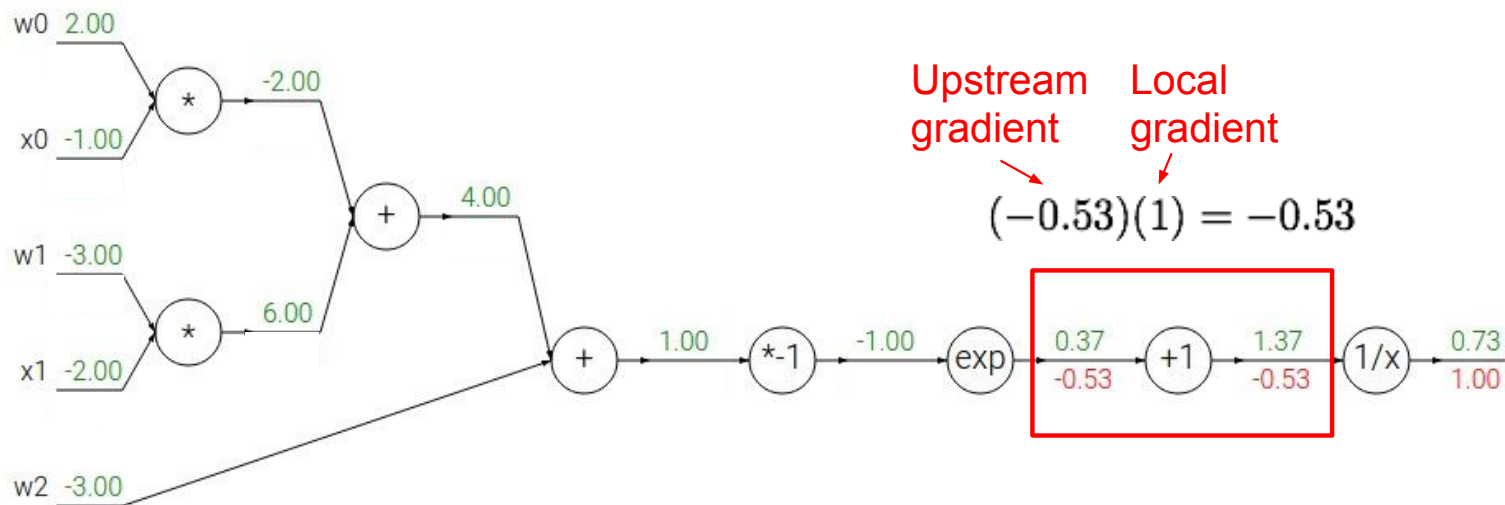 w0 2.00
* -2.00
x0 -1.00
Upstream gradient
Local gradient
(−0.53)(1) = −0.53
+ 4.00
w1 -3.00
* 6.00
x1 -2.00
+ 1.00 *-1 -1.00 exp 0.37 +1 1.37 1/x 0.73
-0.53 -0.53 1.00
w2 -3.00